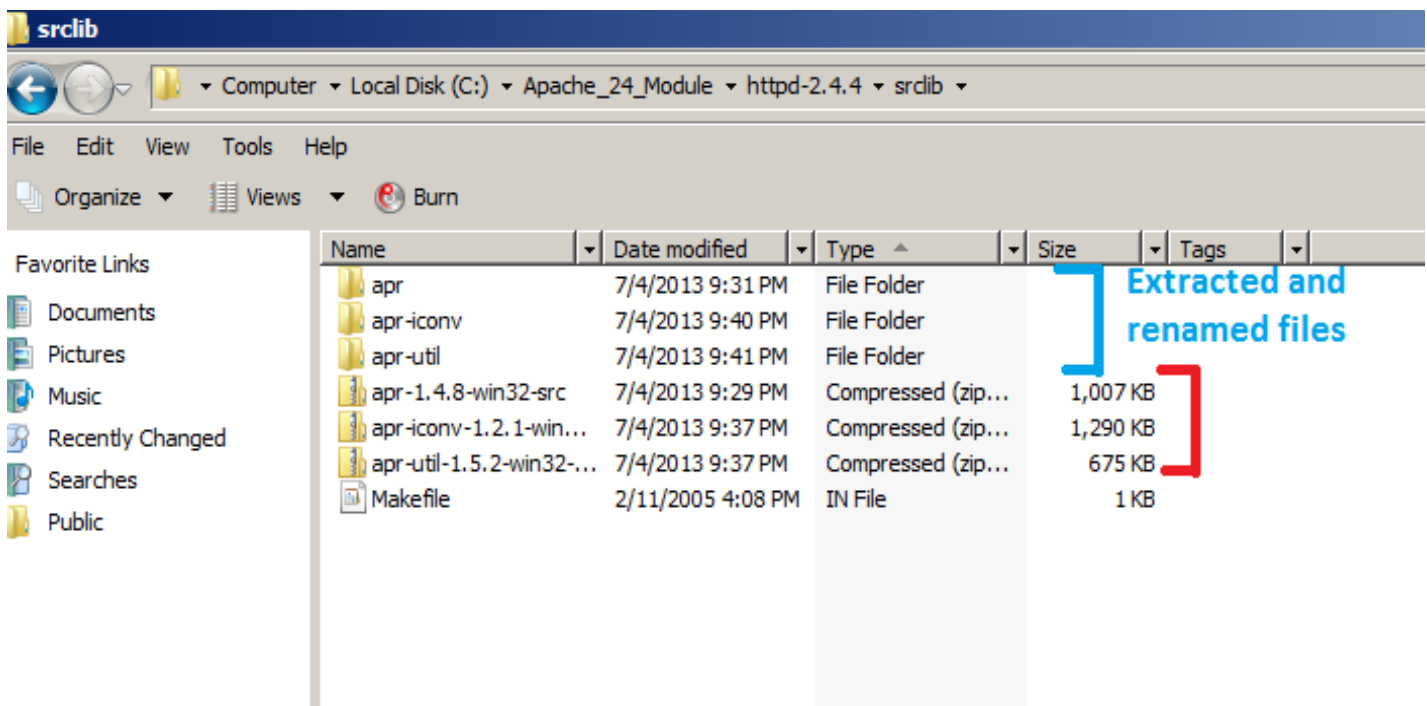 srclib
Computer Local Disk (C:) Apache_24_Module httpd-2.4.4 srclib
File Edit View Tools Help
Organize Views Burn
Favorite Links
Documents
Pictures
Music
Recently Changed
Searches
Public
Name Date modified Type Size Tags
apr 7/4/2013 9:31 PM File Folder
apr-iconv 7/4/2013 9:40 PM File Folder
apr-util 7/4/2013 9:41 PM File Folder
apr-1.4.8-win32-src 7/4/2013 9:29 PM Compressed (zip... 1,007 KB
apr-iconv-1.2.1-win... 7/4/2013 9:37 PM Compressed (zip... 1,290 KB
apr-util-1.5.2-win32-... 7/4/2013 9:37 PM Compressed (zip... 675 KB
Makefile 2/11/2005 4:08 PM IN File 1 KB
Extracted and
renamed files